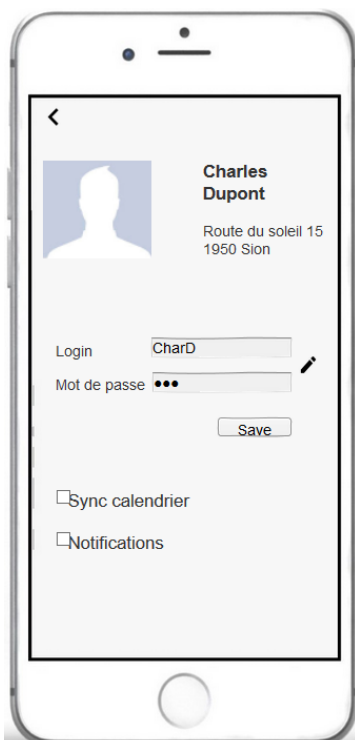 Charles
Dupont
Route du soleil 15
1950 Sion
Login CharD
Mot de passe •••
Save
Sync calendrier
Notifications